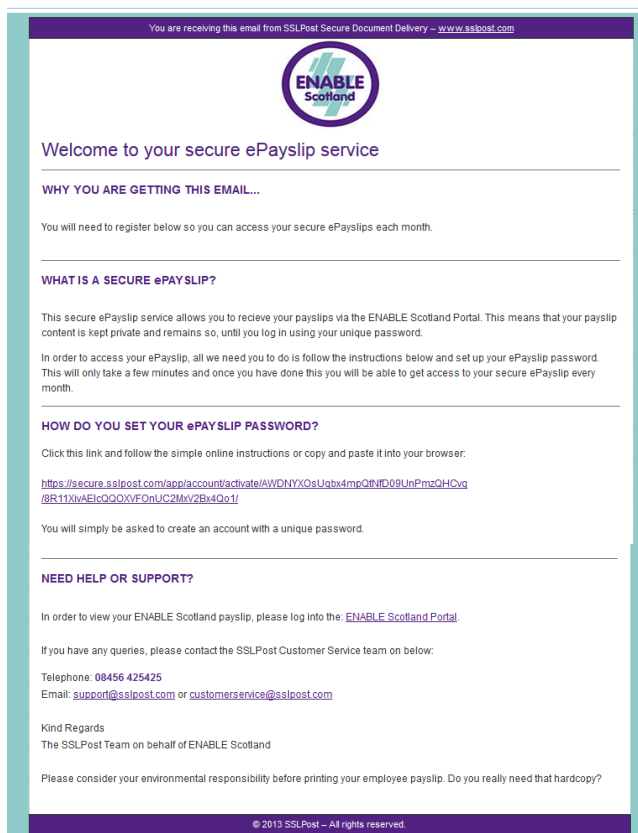 You are receiving this email from SSLPost Secure Document Delivery – www.sslpost.com
ENABLE
Scotland
Welcome to your secure ePayslip service
WHY YOU ARE GETTING THIS EMAIL...
You will need to register below so you can access your secure ePayslips each month.
WHAT IS A SECURE ePAYSLIP?
This secure ePayslip service allows you to recieve your payslips via the ENABLE Scotland Portal. This means that your payslip
content is kept private and remains so, until you log in using your unique password.
In order to access your ePayslip, all we need you to do is follow the instructions below and set up your ePayslip password.
This will only take a few minutes and once you have done this you will be able to get access to your secure ePayslip every
month.
HOW DO YOU SET YOUR ePAYSLIP PASSWORD?
Click this link and follow the simple online instructions or copy and paste it into your browser:
https://secure.sslpost.com/app/account/activate/AWDNYXOsUqbx4mpQtNfD09UnPmzQHCvq
/8R11XivAEIcQQOXVFOnUC2MxV2Bx4Qo1/
You will simply be asked to create an account with a unique password.
NEED HELP OR SUPPORT?
In order to view your ENABLE Scotland payslip, please log into the: ENABLE Scotland Portal.
If you have any queries, please contact the SSLPost Customer Service team on below:
Telephone: 08456 425425
Email: support@sslpost.com or customerservice@sslpost.com
Kind Regards
The SSLPost Team on behalf of ENABLE Scotland
Please consider your environmental responsibility before printing your employee payslip. Do you really need that hardcopy?
© 2013 SSLPost – All rights reserved.